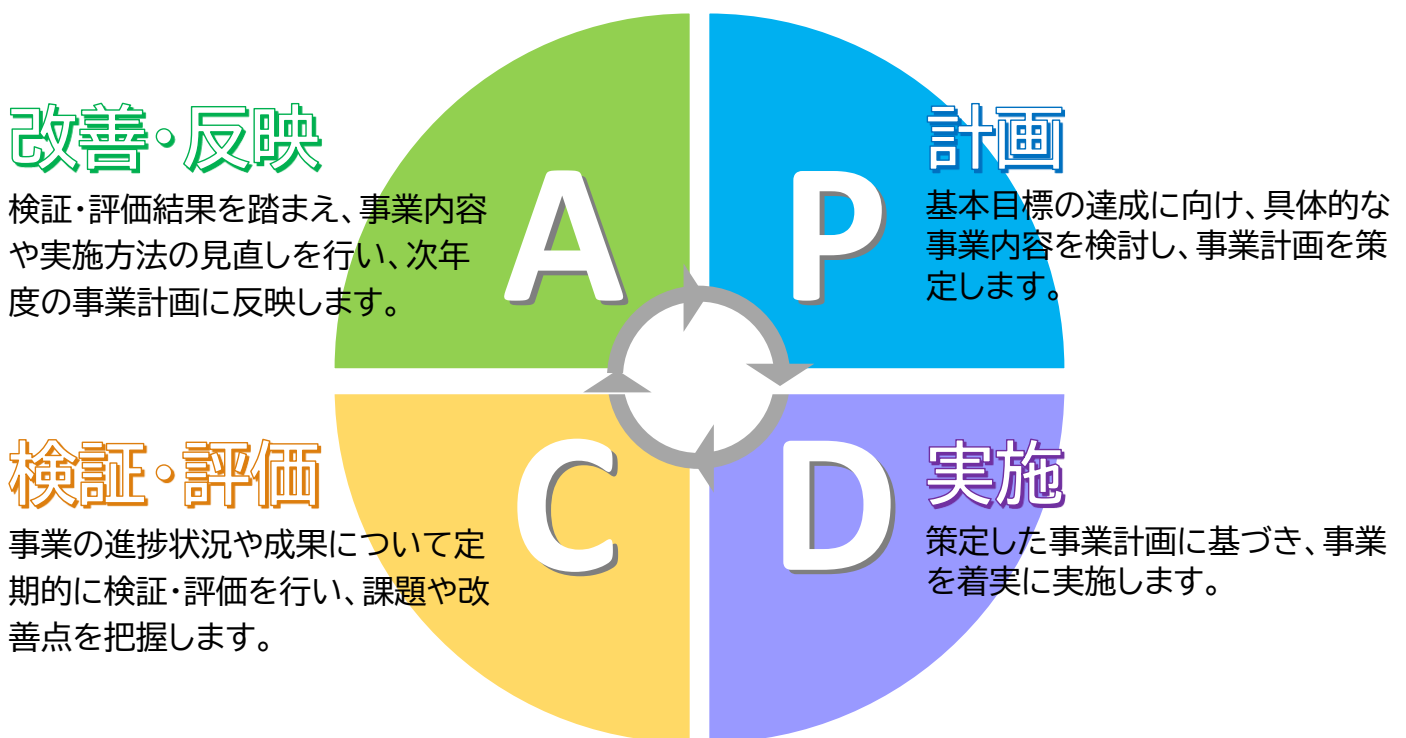 改善・反映
検証・評価結果を踏まえ、事業内容
や実施方法の見直しを行い、次年
度の事業計画に反映します。
A
P
計画
基本目標の達成に向け、具体的な
事業内容を検討し、事業計画を策
定します。
検証・評価
事業の進捗状況や成果について定
期的に検証・評価を行い、課題や改
善点を把握します。
C
D
実施
策定した事業計画に基づき、事業
を着実に実施します。